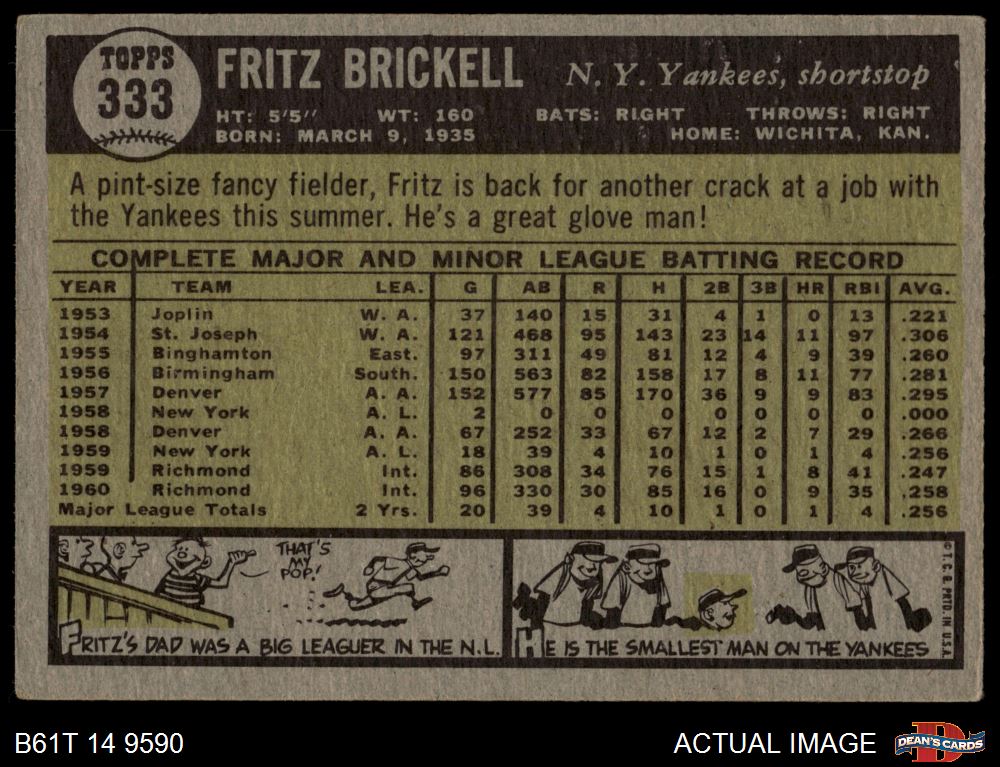 TOPPS
333
FRITZ BRICKELL N. Y. Yankees, shortstop
HT: 5'5" WT: 160 BATS: RIGHT THROWS: RIGHT
BORN: MARCH 9, 1935 HOME: WICHITA, KAN.
A pint-size fancy fielder, Fritz is back for another crack at a job with
the Yankees this summer. He's a great glove man!
COMPLETE MAJOR AND MINOR LEAGUE BATTING RECORD
YEAR TEAM LEA. G AB R H 2B 3B HR RBI AVG.
1953 Joplin W. A. 37 140 15 31 4 1 0 13 .221
1954 St. Joseph W. A. 121 468 95 143 23 14 11 97 .306
1955 Binghamton East. 97 311 49 81 12 4 9 39 .260
1956 Birmingham South. 150 563 82 158 17 8 11 77 .281
1957 Denver A. A. 152 577 85 170 36 9 9 83 .295
1958 New York A. L. 2 0 0 0 0 0 0 0 .000
1958 Denver A. A. 67 252 33 67 12 2 7 29 .266
1959 New York A. L. 18 39 4 10 1 0 1 4 .256
1959 Richmond Int. 86 308 34 76 15 1 8 41 .247
1960 Richmond Int. 96 330 30 85 16 0 9 35 .258
Major League Totals 2 Yrs. 20 39 4 10 1 0 1 4 .256
THAT'S
MY
POP!
FRITZ'S DAD WAS A BIG LEAGUER IN THE N.L.
HE IS THE SMALLEST MAN ON THE YANKEES
© T. C. G. PRTD. IN U.S.A.
B61T 14 9590
ACTUAL IMAGE
D
DEAN'S CARDS